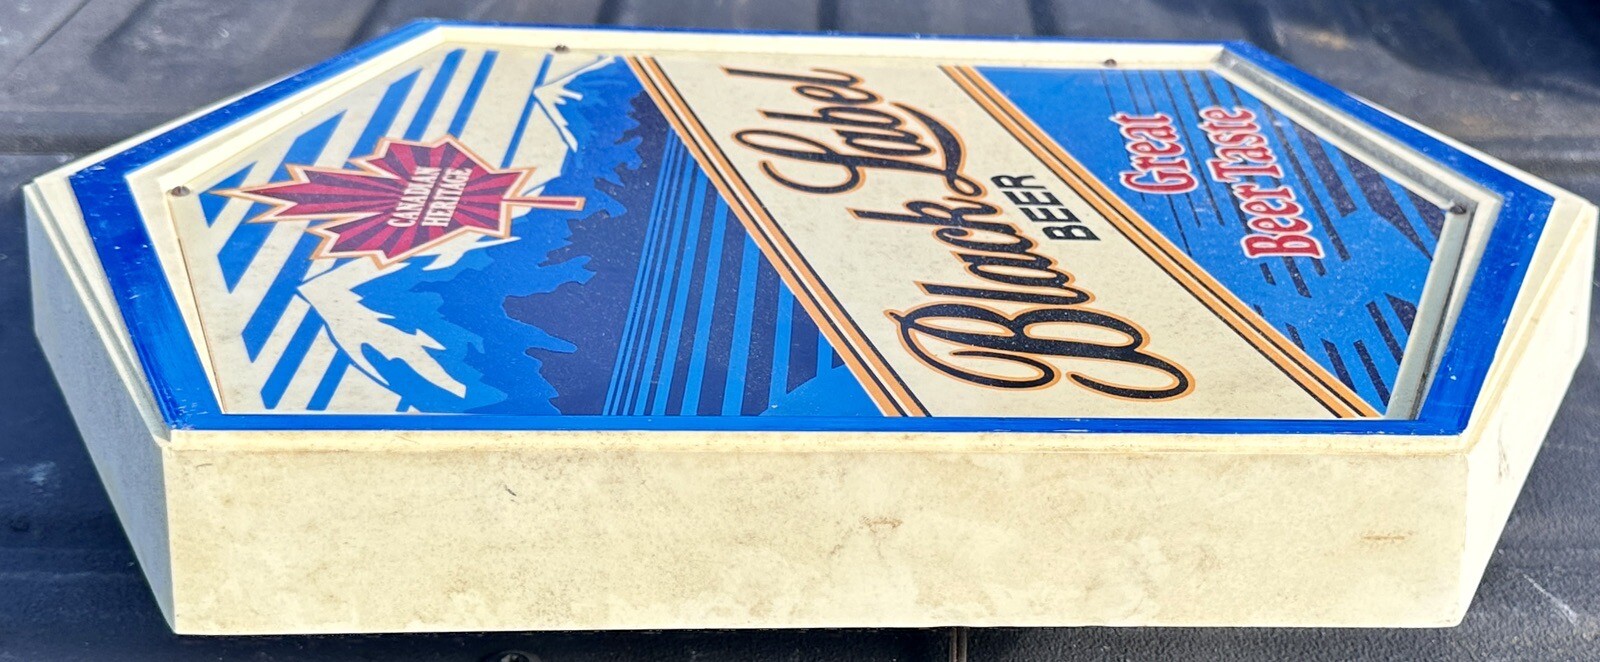 CANADIAN
HERITAGE
Black Label
BEER
Great
Beer Taste